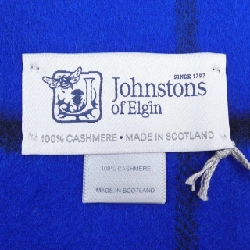 SINCE 1797
Johnstons
of Elgin
100% CASHMERE • MADE IN SCOTLAND
100% CASHMERE
MADE IN SCOTLAND